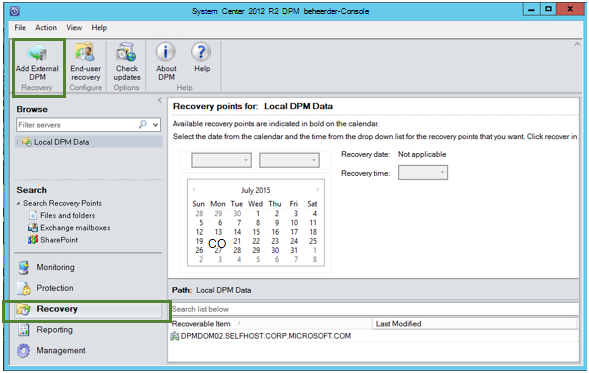 System Center 2012 R2 DPM beheerder-Console
File Action View Help
Add External DPM
End-user recovery
Check updates
About DPM
Help
Recovery Configure Options Help
Browse
Filter servers
Local DPM Data
Search
Search Recovery Points
Files and folders
Exchange mailboxes
SharePoint
Monitoring
Protection
Recovery
Reporting
Management
Recovery points for: Local DPM Data
Available recovery points are indicated in bold on the calendar.
Select the date from the calendar and the time from the drop down list for the recovery points that you want. Click recover in
Recovery date: Not applicable
Recovery time:
July 2015
Sun Mon Tue Wed Thu Fri Sat
28 29 30 1 2 3 4
5 6 7 8 9 10 11
12 13 14 15 16 17 18
19 CO 21 22 23 24 25
26 27 28 29 30 31 1
2 3 4 5 6 7 8
Path: Local DPM Data
Search list below
Recoverable Item Last Modified
DPMDOM02.SELFHOST.CORP.MICROSOFT.COM